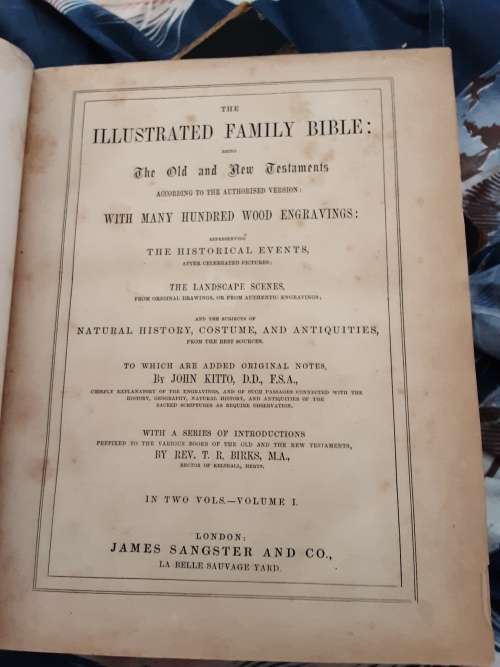 THE
ILLUSTRATED FAMILY BIBLE:
BEING
The Old and New Testaments
ACCORDING TO THE AUTHORISED VERSION:
WITH MANY HUNDRED WOOD ENGRAVINGS:
REPRESENTING
THE HISTORICAL EVENTS,
AFTER CELEBRATED PICTURES;
THE LANDSCAPE SCENES,
FROM ORIGINAL DRAWINGS, OR FROM AUTHENTIC ENGRAVINGS;
AND THE SUBJECTS OF
NATURAL HISTORY, COSTUME, AND ANTIQUITIES,
FROM THE BEST SOURCES.
TO WHICH ARE ADDED ORIGINAL NOTES,
BY JOHN KITTO, D.D., F.S.A.,
CHIEFLY EXPLANATORY OF THE ENGRAVINGS, AND OF SUCH PASSAGES CONNECTED WITH THE
HISTORY, GEOGRAPHY, NATURAL HISTORY, AND ANTIQUITIES OF THE
SACRED SCRIPTURES AS REQUIRE OBSERVATION.
WITH A SERIES OF INTRODUCTIONS
PREFIXED TO THE VARIOUS BOOKS OF THE OLD AND THE NEW TESTAMENTS,
BY REV. T. R. BIRKS, M.A.,
RECTOR OF KELSHALL, HERTS.
IN TWO VOLS.—VOLUME I.
LONDON:
JAMES SANGSTER AND CO.,
LA BELLE SAUVAGE YARD.